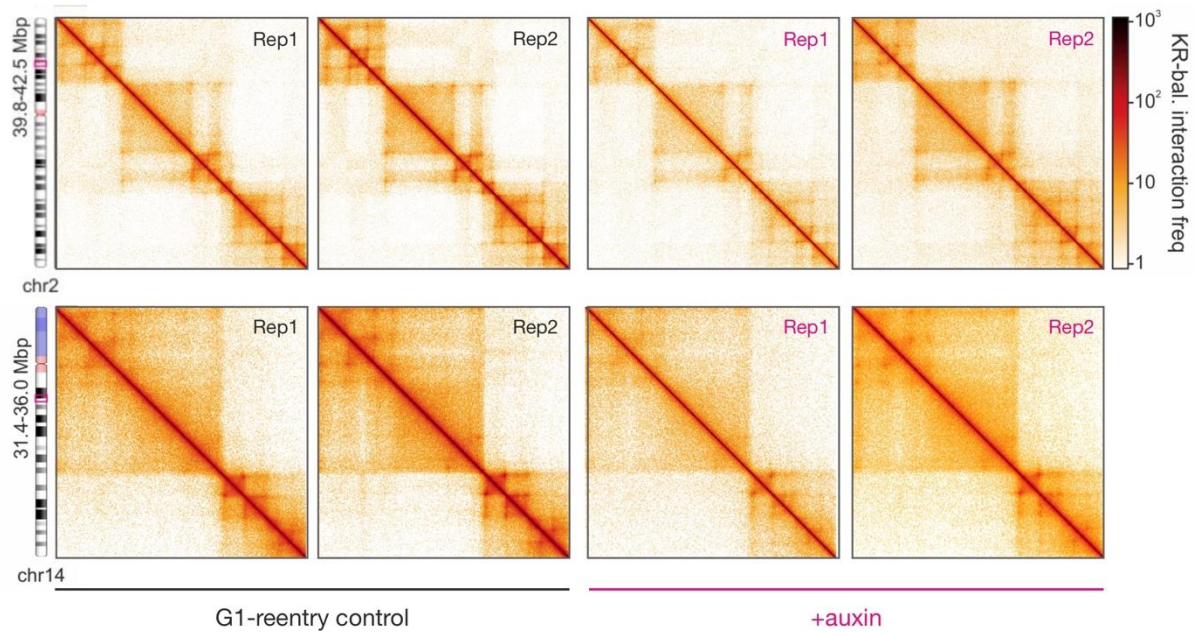 39.8-42.5 Mbp
Rep1
Rep2
Rep1
Rep2
10³
10²
10
1
KR-bal. interaction freq
chr2
31.4-36.0 Mbp
Rep1
Rep2
Rep1
Rep2
chr14
G1-reentry control
+auxin